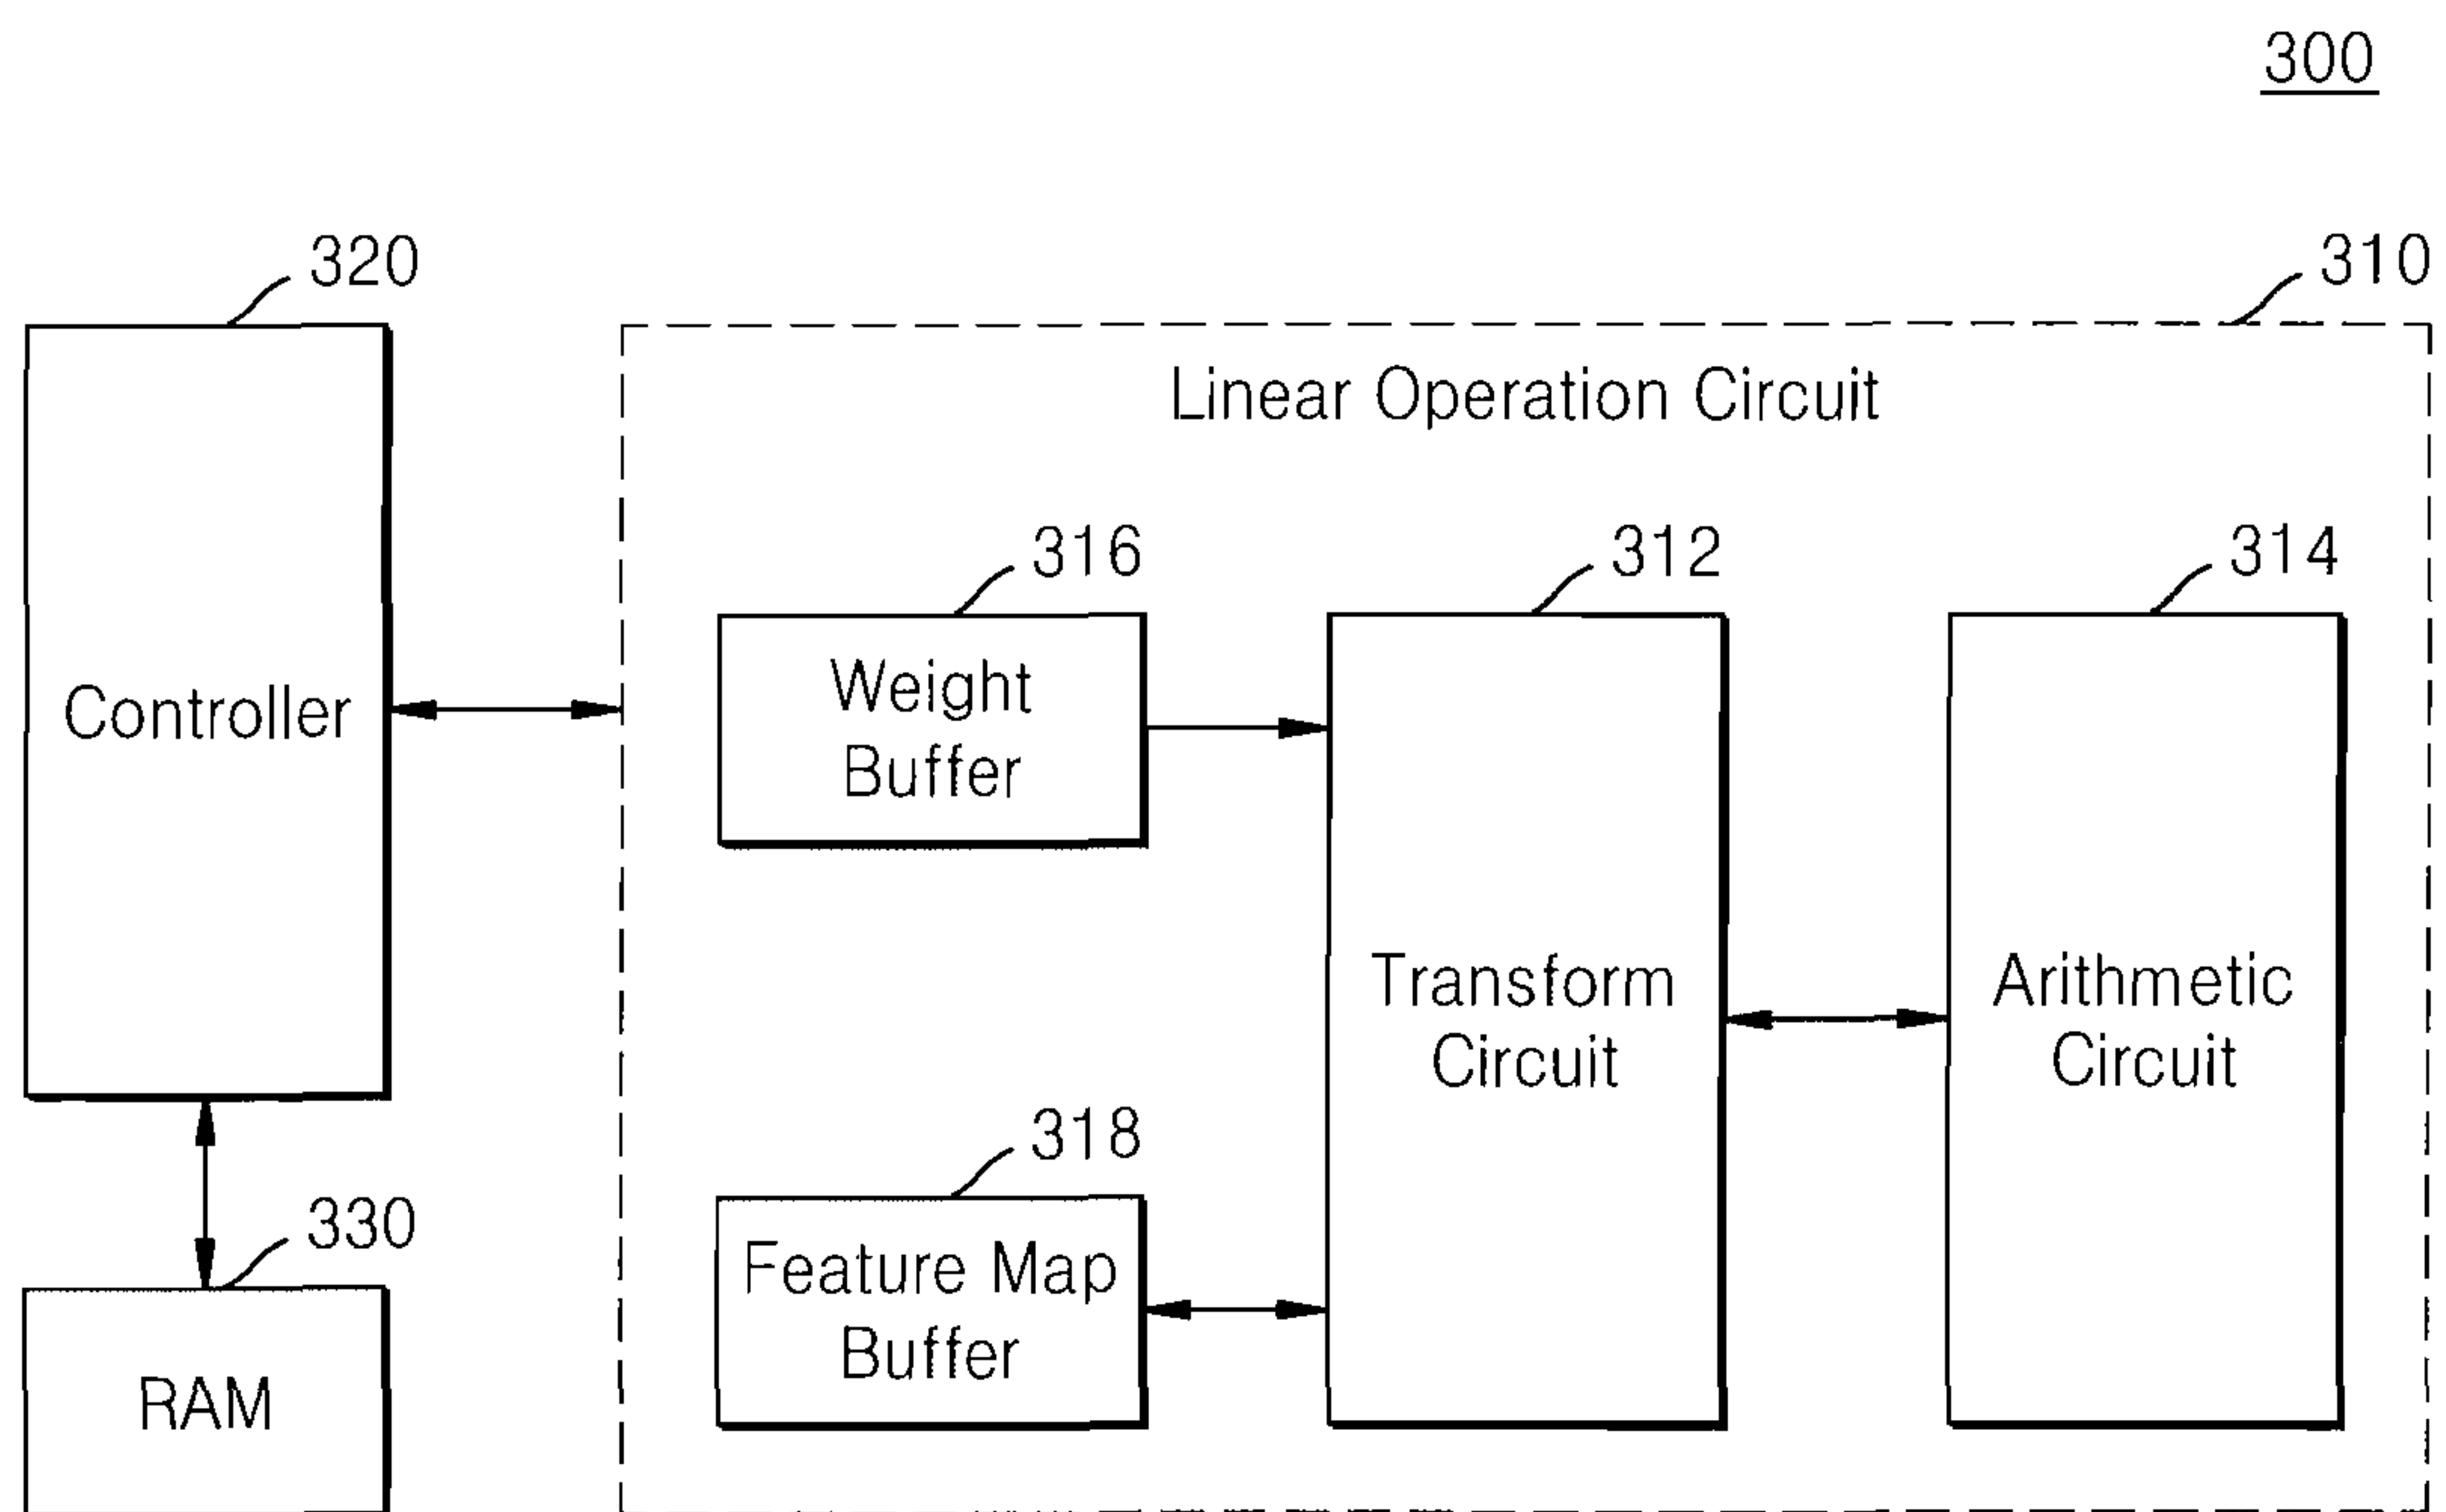 300
320
310
Linear Operation Circuit
316
312
314
Weight
Buffer
Controller
Transform
Circuit
Arithmetic
Circuit
318
330
Feature Map
Buffer
RAM